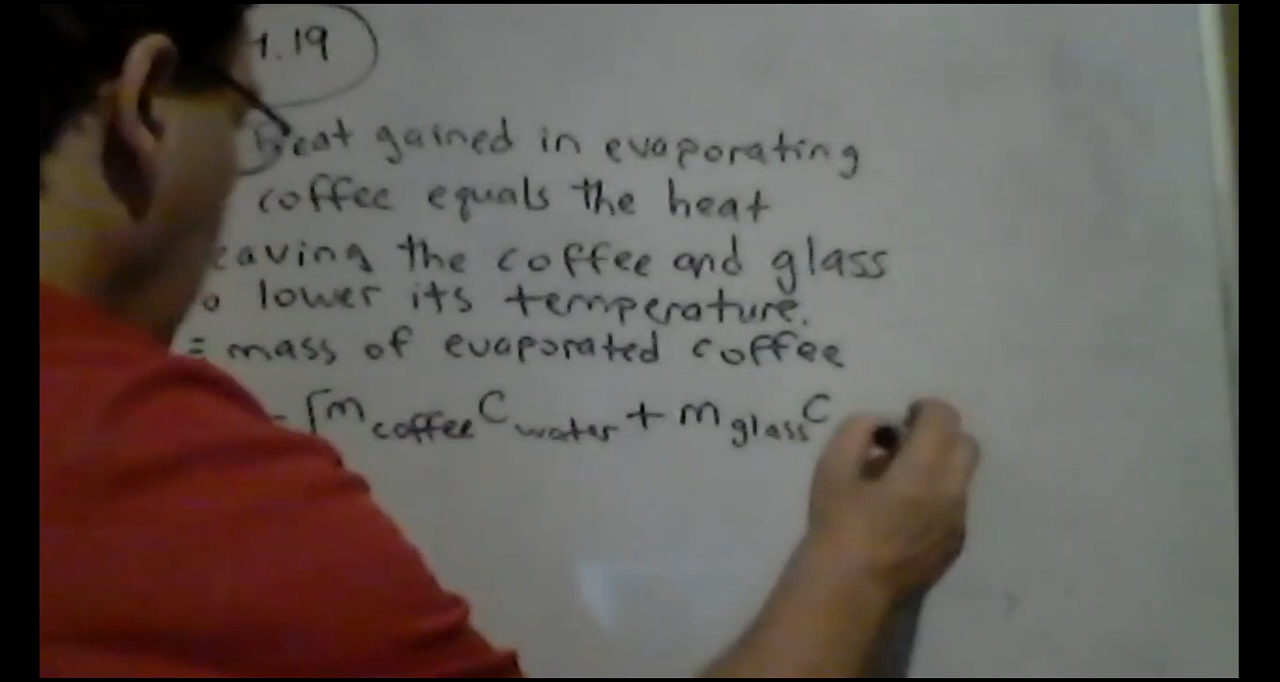 1.19
heat gained in evaporating
coffee equals the heat
eaving the coffee and glass
o lower its temperature.
= mass of evaporated coffee
= [m coffee C water + m glass C